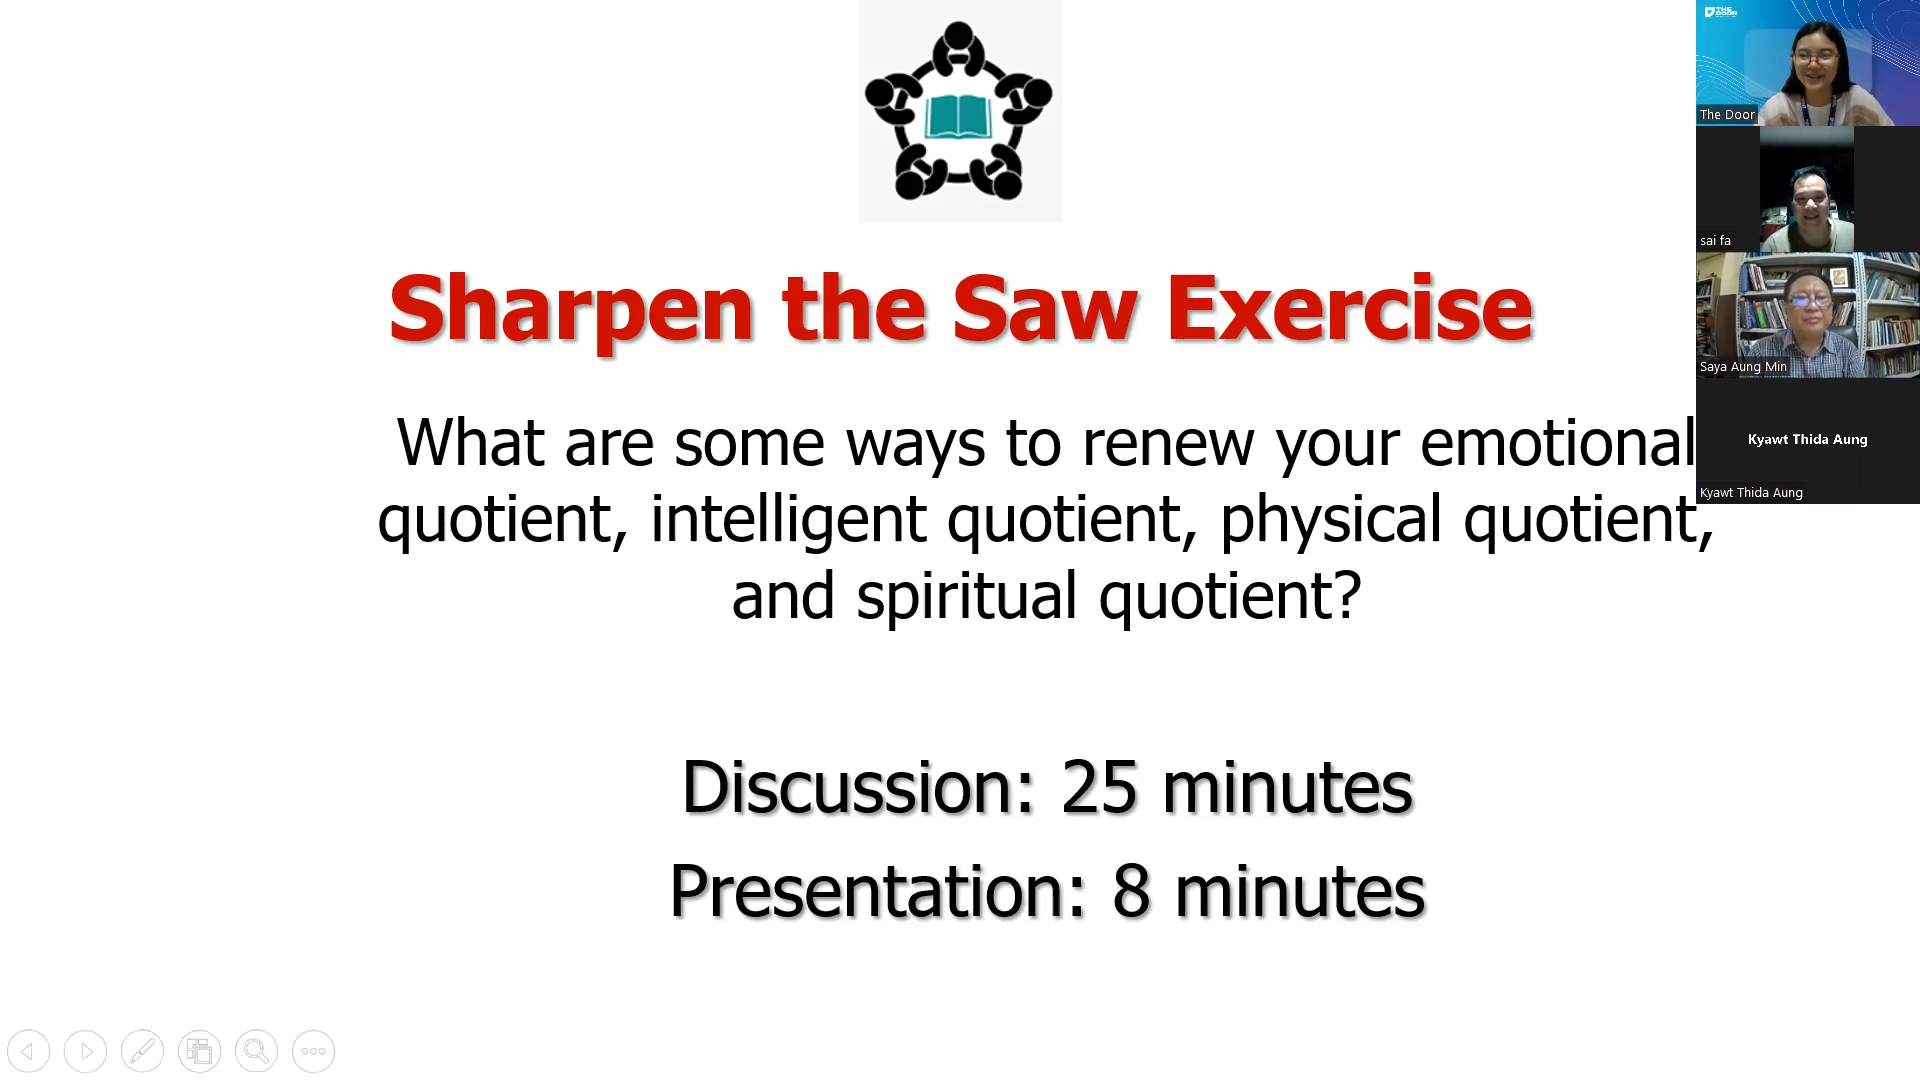 Sharpen the Saw Exercise
What are some ways to renew your emotional
quotient, intelligent quotient, physical quotient,
and spiritual quotient?
Discussion: 25 minutes
Presentation: 8 minutes
THE DOOR
The Door
sai fa
Saya Aung Min
Kyawt Thida Aung
Kyawt Thida Aung